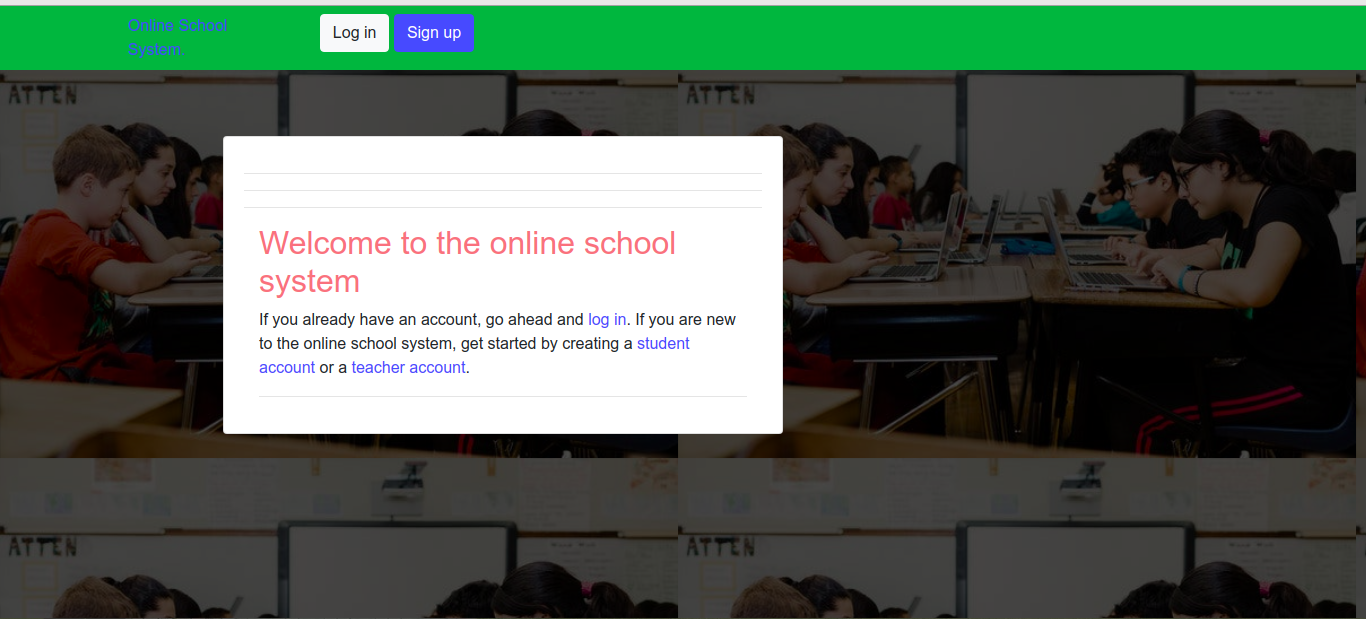 Online School
System.
Log in
Sign up
ATTEN
ATTEN
Welcome to the online school
system
If you already have an account, go ahead and log in. If you are new
to the online school system, get started by creating a student
account or a teacher account.
ATTEN
ATTEN